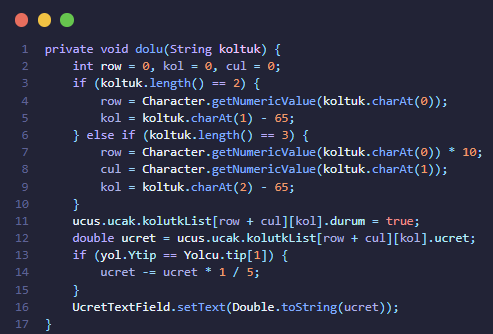 1 private void dolu(String koltuk) {
2 int row = 0, kol = 0, cul = 0;
3 if (koltuk.length() == 2) {
4 row = Character.getNumericValue(koltuk.charAt(0));
5 kol = koltuk.charAt(1) - 65;
6 } else if (koltuk.length() == 3) {
7 row = Character.getNumericValue(koltuk.charAt(0)) * 10;
8 cul = Character.getNumericValue(koltuk.charAt(1));
9 kol = koltuk.charAt(2) - 65;
10 }
11 ucus.ucak.kolutkList[row + cul][kol].durum = true;
12 double ucret = ucus.ucak.kolutkList[row + cul][kol].ucret;
13 if (yol.Ytip == Yolcu.tip[1]) {
14 ucret -= ucret * 1 / 5;
15 }
16 UcretTextField.setText(Double.toString(ucret));
17 }